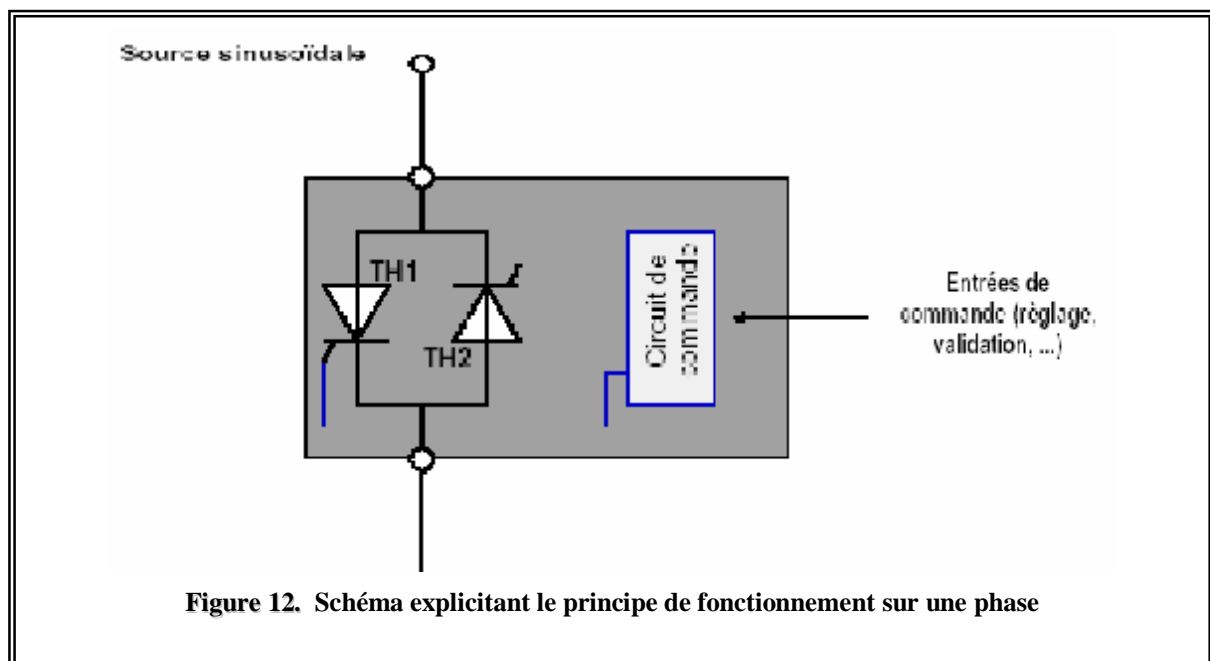 Source sinusoïdale
TH1
TH2
Circuit de
commande
Entrées de
commande (règlage,
validation, ...)
Figure 12. Schéma explicitant le principe de fonctionnement sur une phase